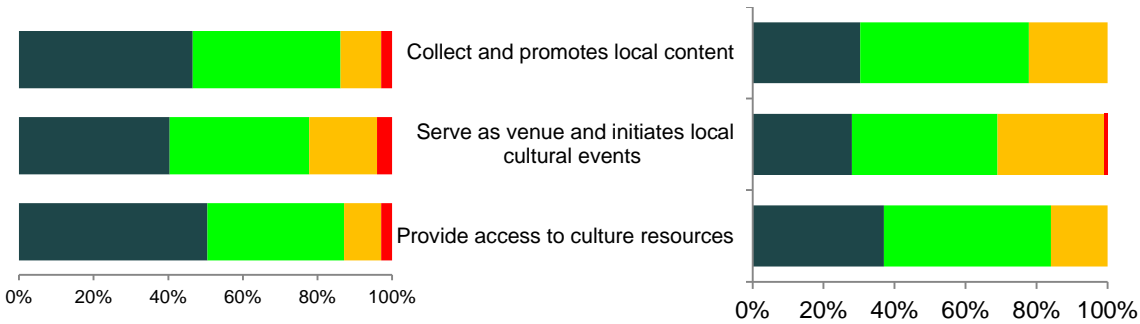 Collect and promotes local content
Serve as venue and initiates local
cultural events
Provide access to culture resources
0% 20% 40% 60% 80% 100%
0% 20% 40% 60% 80% 100%